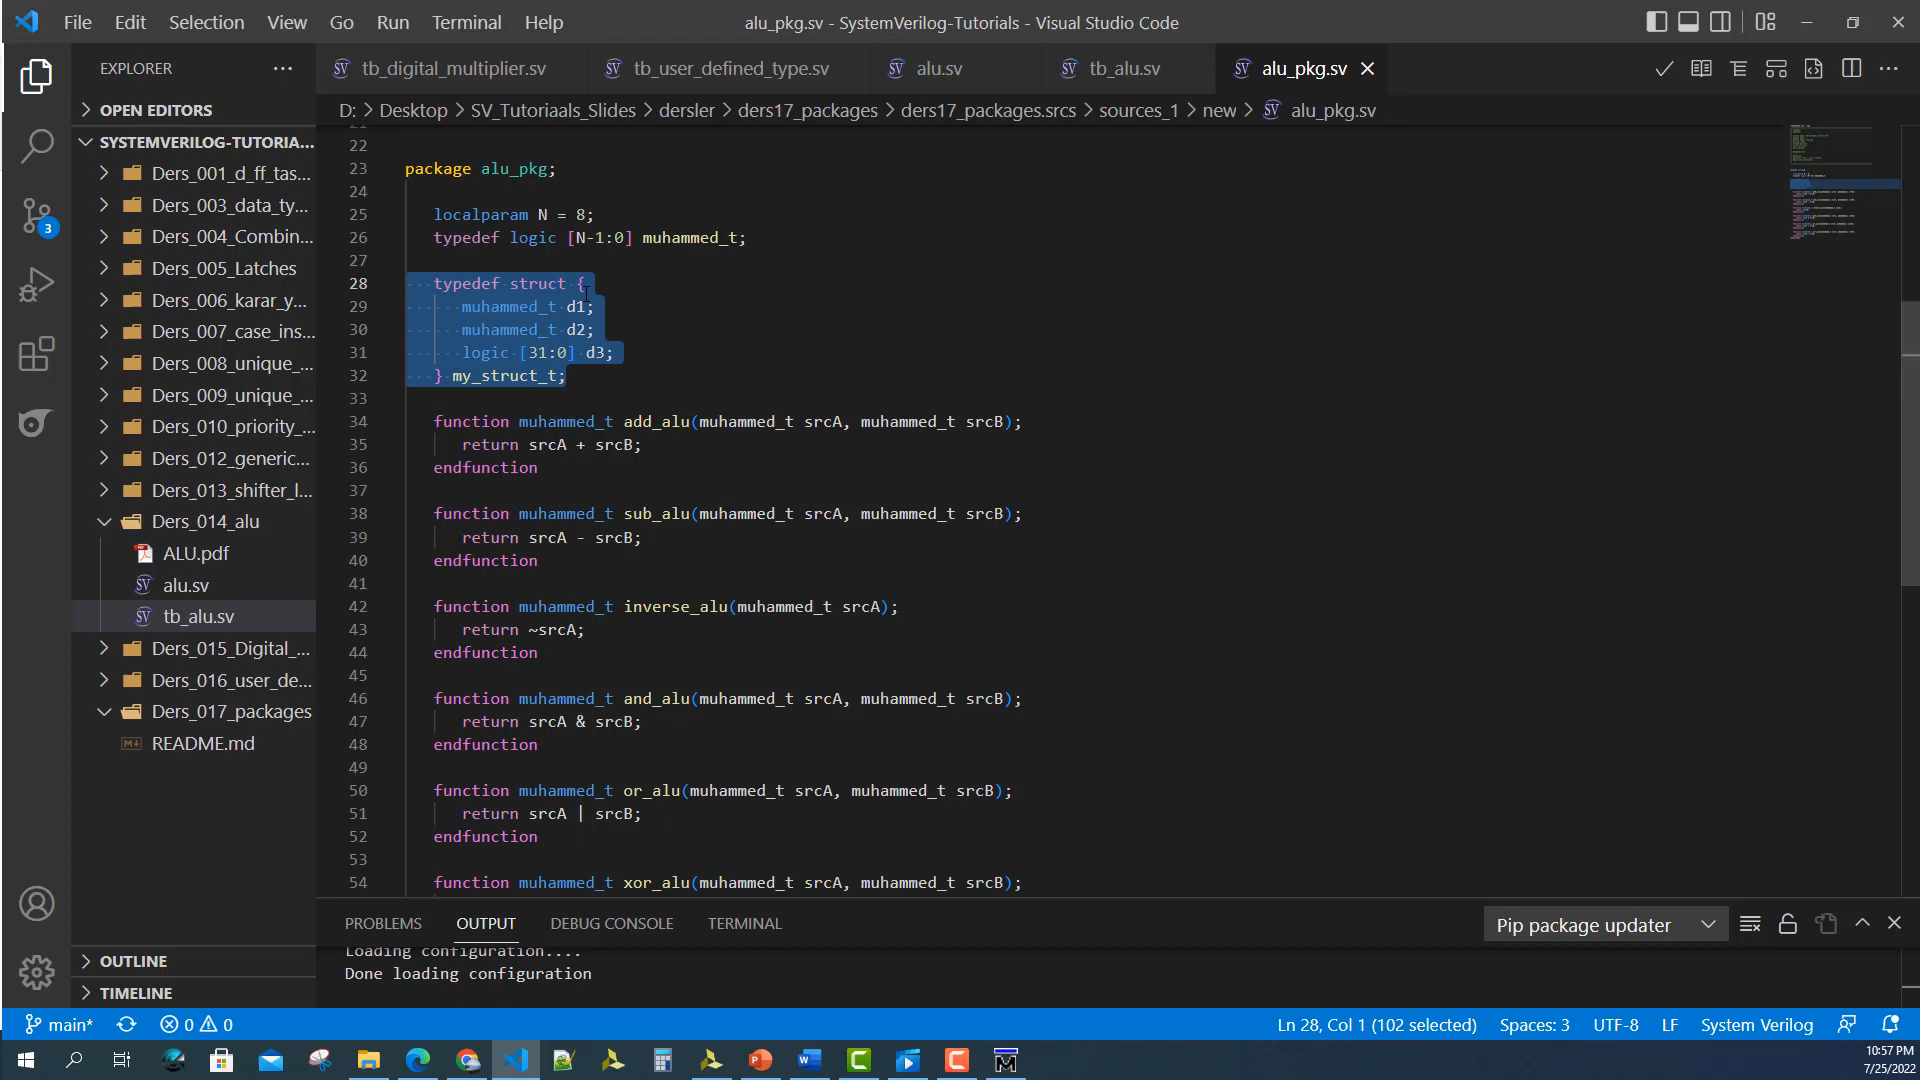 File Edit Selection View Go Run Terminal Help alu_pkg.sv - SystemVerilog-Tutorials - Visual Studio Code
EXPLORER
tb_digital_multiplier.sv tb_user_defined_type.sv alu.sv tb_alu.sv alu_pkg.sv
D: > Desktop > SV_Tutoriaals_Slides > dersler > ders17_packages > ders17_packages.srcs > sources_1 > new > alu_pkg.sv
OPEN EDITORS
SYSTEMVERILOG-TUTORIA...
Ders_001_d_ff_tas...
Ders_003_data_ty...
Ders_004_Combin...
Ders_005_Latches
Ders_006_karar_y...
Ders_007_case_ins...
Ders_008_unique_...
Ders_009_unique_...
Ders_010_priority_...
Ders_012_generic...
Ders_013_shifter_l...
Ders_014_alu
ALU.pdf
alu.sv
tb_alu.sv
Ders_015_Digital_...
Ders_016_user_de...
Ders_017_packages
README.md
OUTLINE
TIMELINE
3
22
23 package alu_pkg;
24
25 localparam N = 8;
26 typedef logic [N-1:0] muhammed_t;
27
28 typedef struct {
29 muhammed_t d1;
30 muhammed_t d2;
31 logic [31:0] d3;
32 } my_struct_t;
33
34 function muhammed_t add_alu(muhammed_t srcA, muhammed_t srcB);
35 return srcA + srcB;
36 endfunction
37
38 function muhammed_t sub_alu(muhammed_t srcA, muhammed_t srcB);
39 return srcA - srcB;
40 endfunction
41
42 function muhammed_t inverse_alu(muhammed_t srcA);
43 return ~srcA;
44 endfunction
45
46 function muhammed_t and_alu(muhammed_t srcA, muhammed_t srcB);
47 return srcA & srcB;
48 endfunction
49
50 function muhammed_t or_alu(muhammed_t srcA, muhammed_t srcB);
51 return srcA | srcB;
52 endfunction
53
54 function muhammed_t xor_alu(muhammed_t srcA, muhammed_t srcB);
PROBLEMS OUTPUT DEBUG CONSOLE TERMINAL Pip package updater
Loading configuration....
Done loading configuration
main* 0 0 Ln 28, Col 1 (102 selected) Spaces: 3 UTF-8 LF System Verilog
10:57 PM
7/25/2022